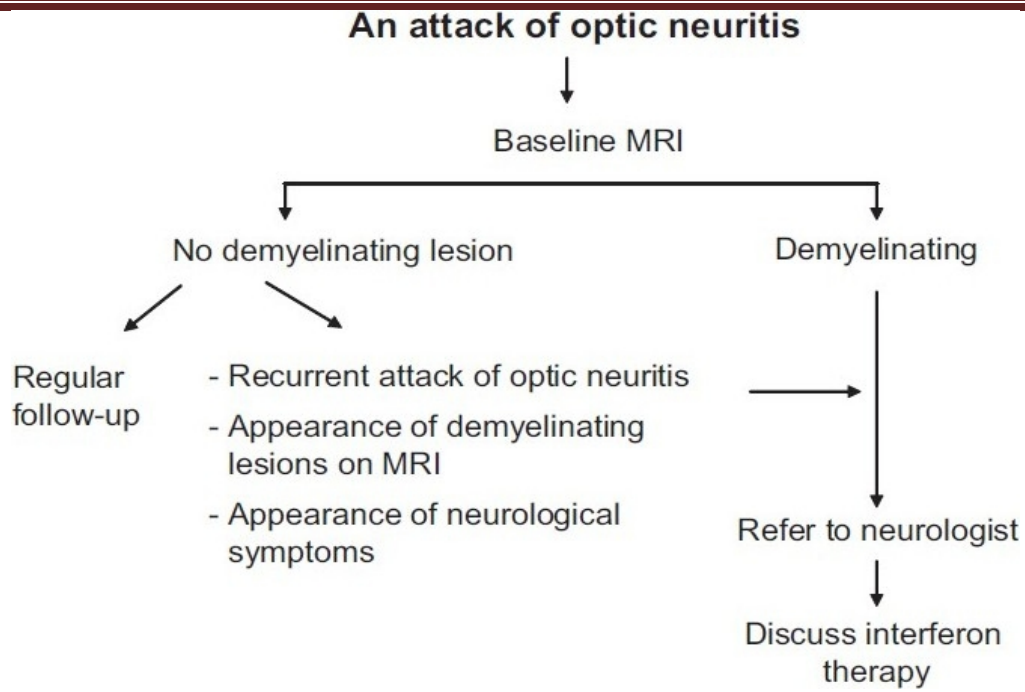 An attack of optic neuritis
Baseline MRI
No demyelinating lesion
Demyelinating
Regular
follow-up
- Recurrent attack of optic neuritis
- Appearance of demyelinating
lesions on MRI
- Appearance of neurological
symptoms
Refer to neurologist
Discuss interferon
therapy